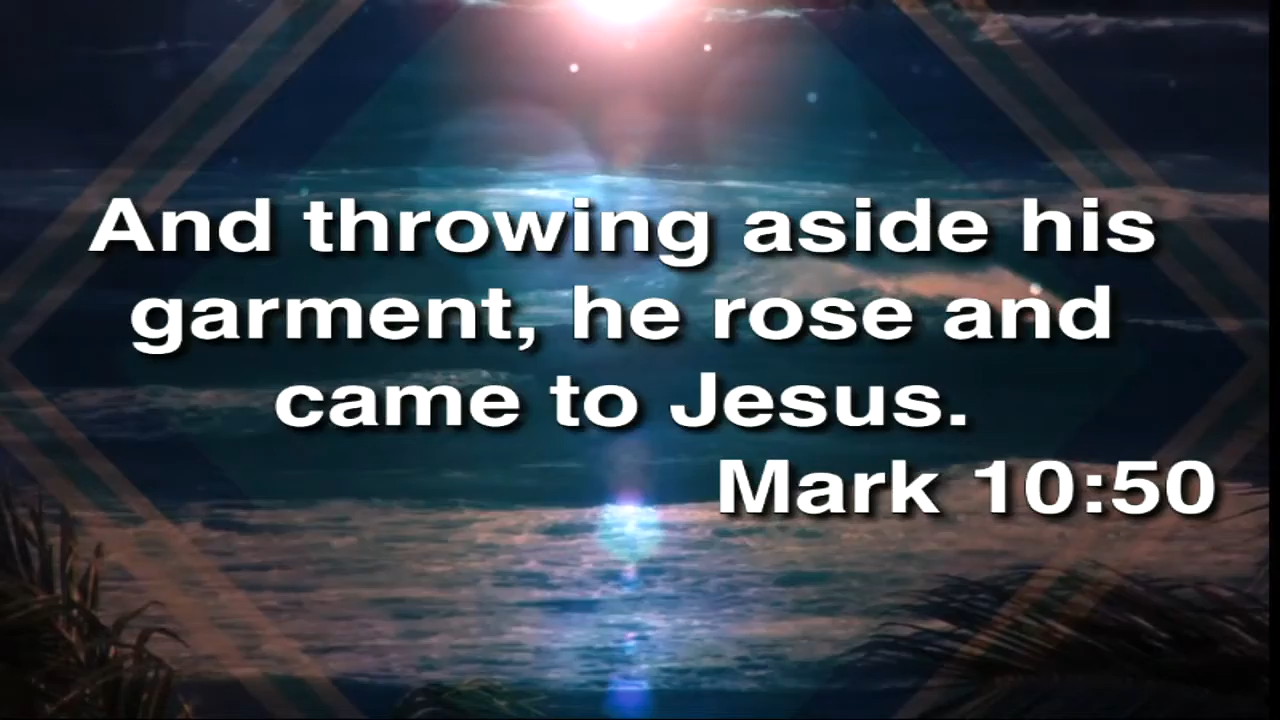 And throwing aside his
garment, he rose and
came to Jesus.
Mark 10:50